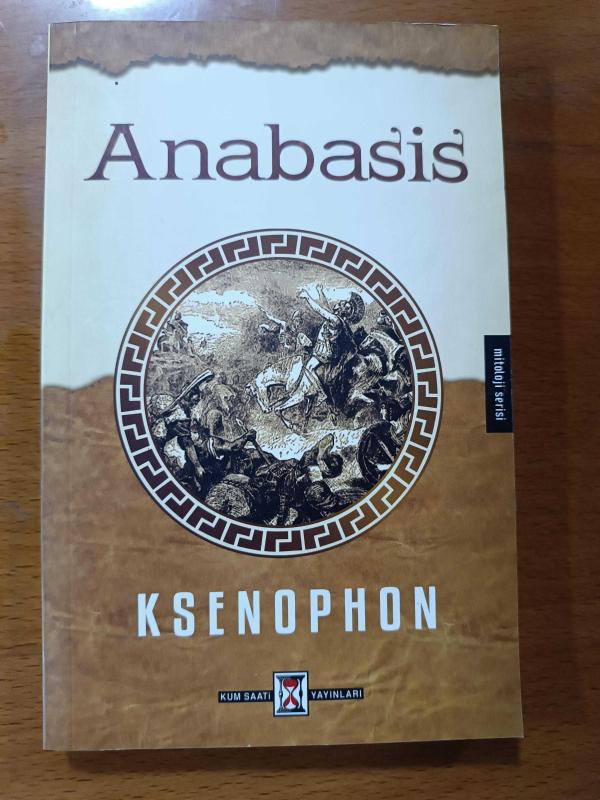 Anabasis
mitoloji serisi
KSENOPHON
KUM SAATİ YAYINLARI